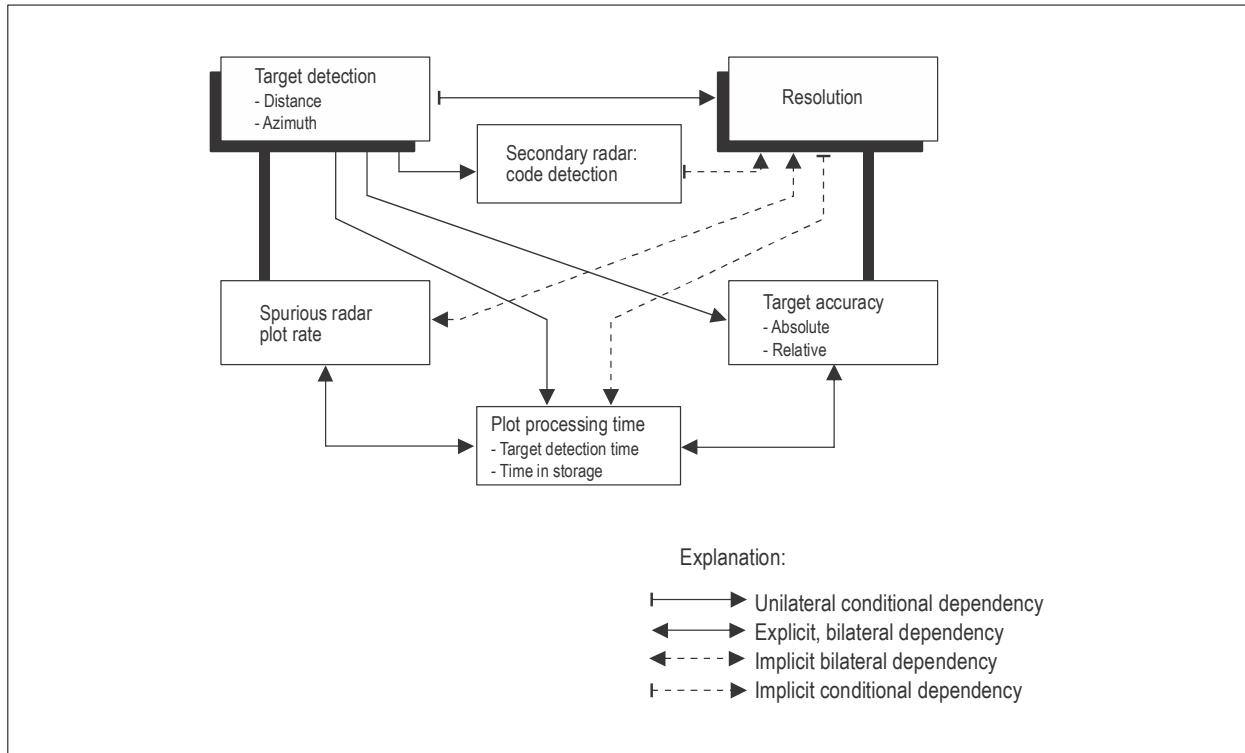 Target detection
- Distance
- Azimuth
Resolution
Secondary radar:
code detection
Spurious radar
plot rate
Target accuracy
- Absolute
- Relative
Plot processing time
- Target detection time
- Time in storage
Explanation:
Unilateral conditional dependency
Explicit, bilateral dependency
Implicit bilateral dependency
Implicit conditional dependency